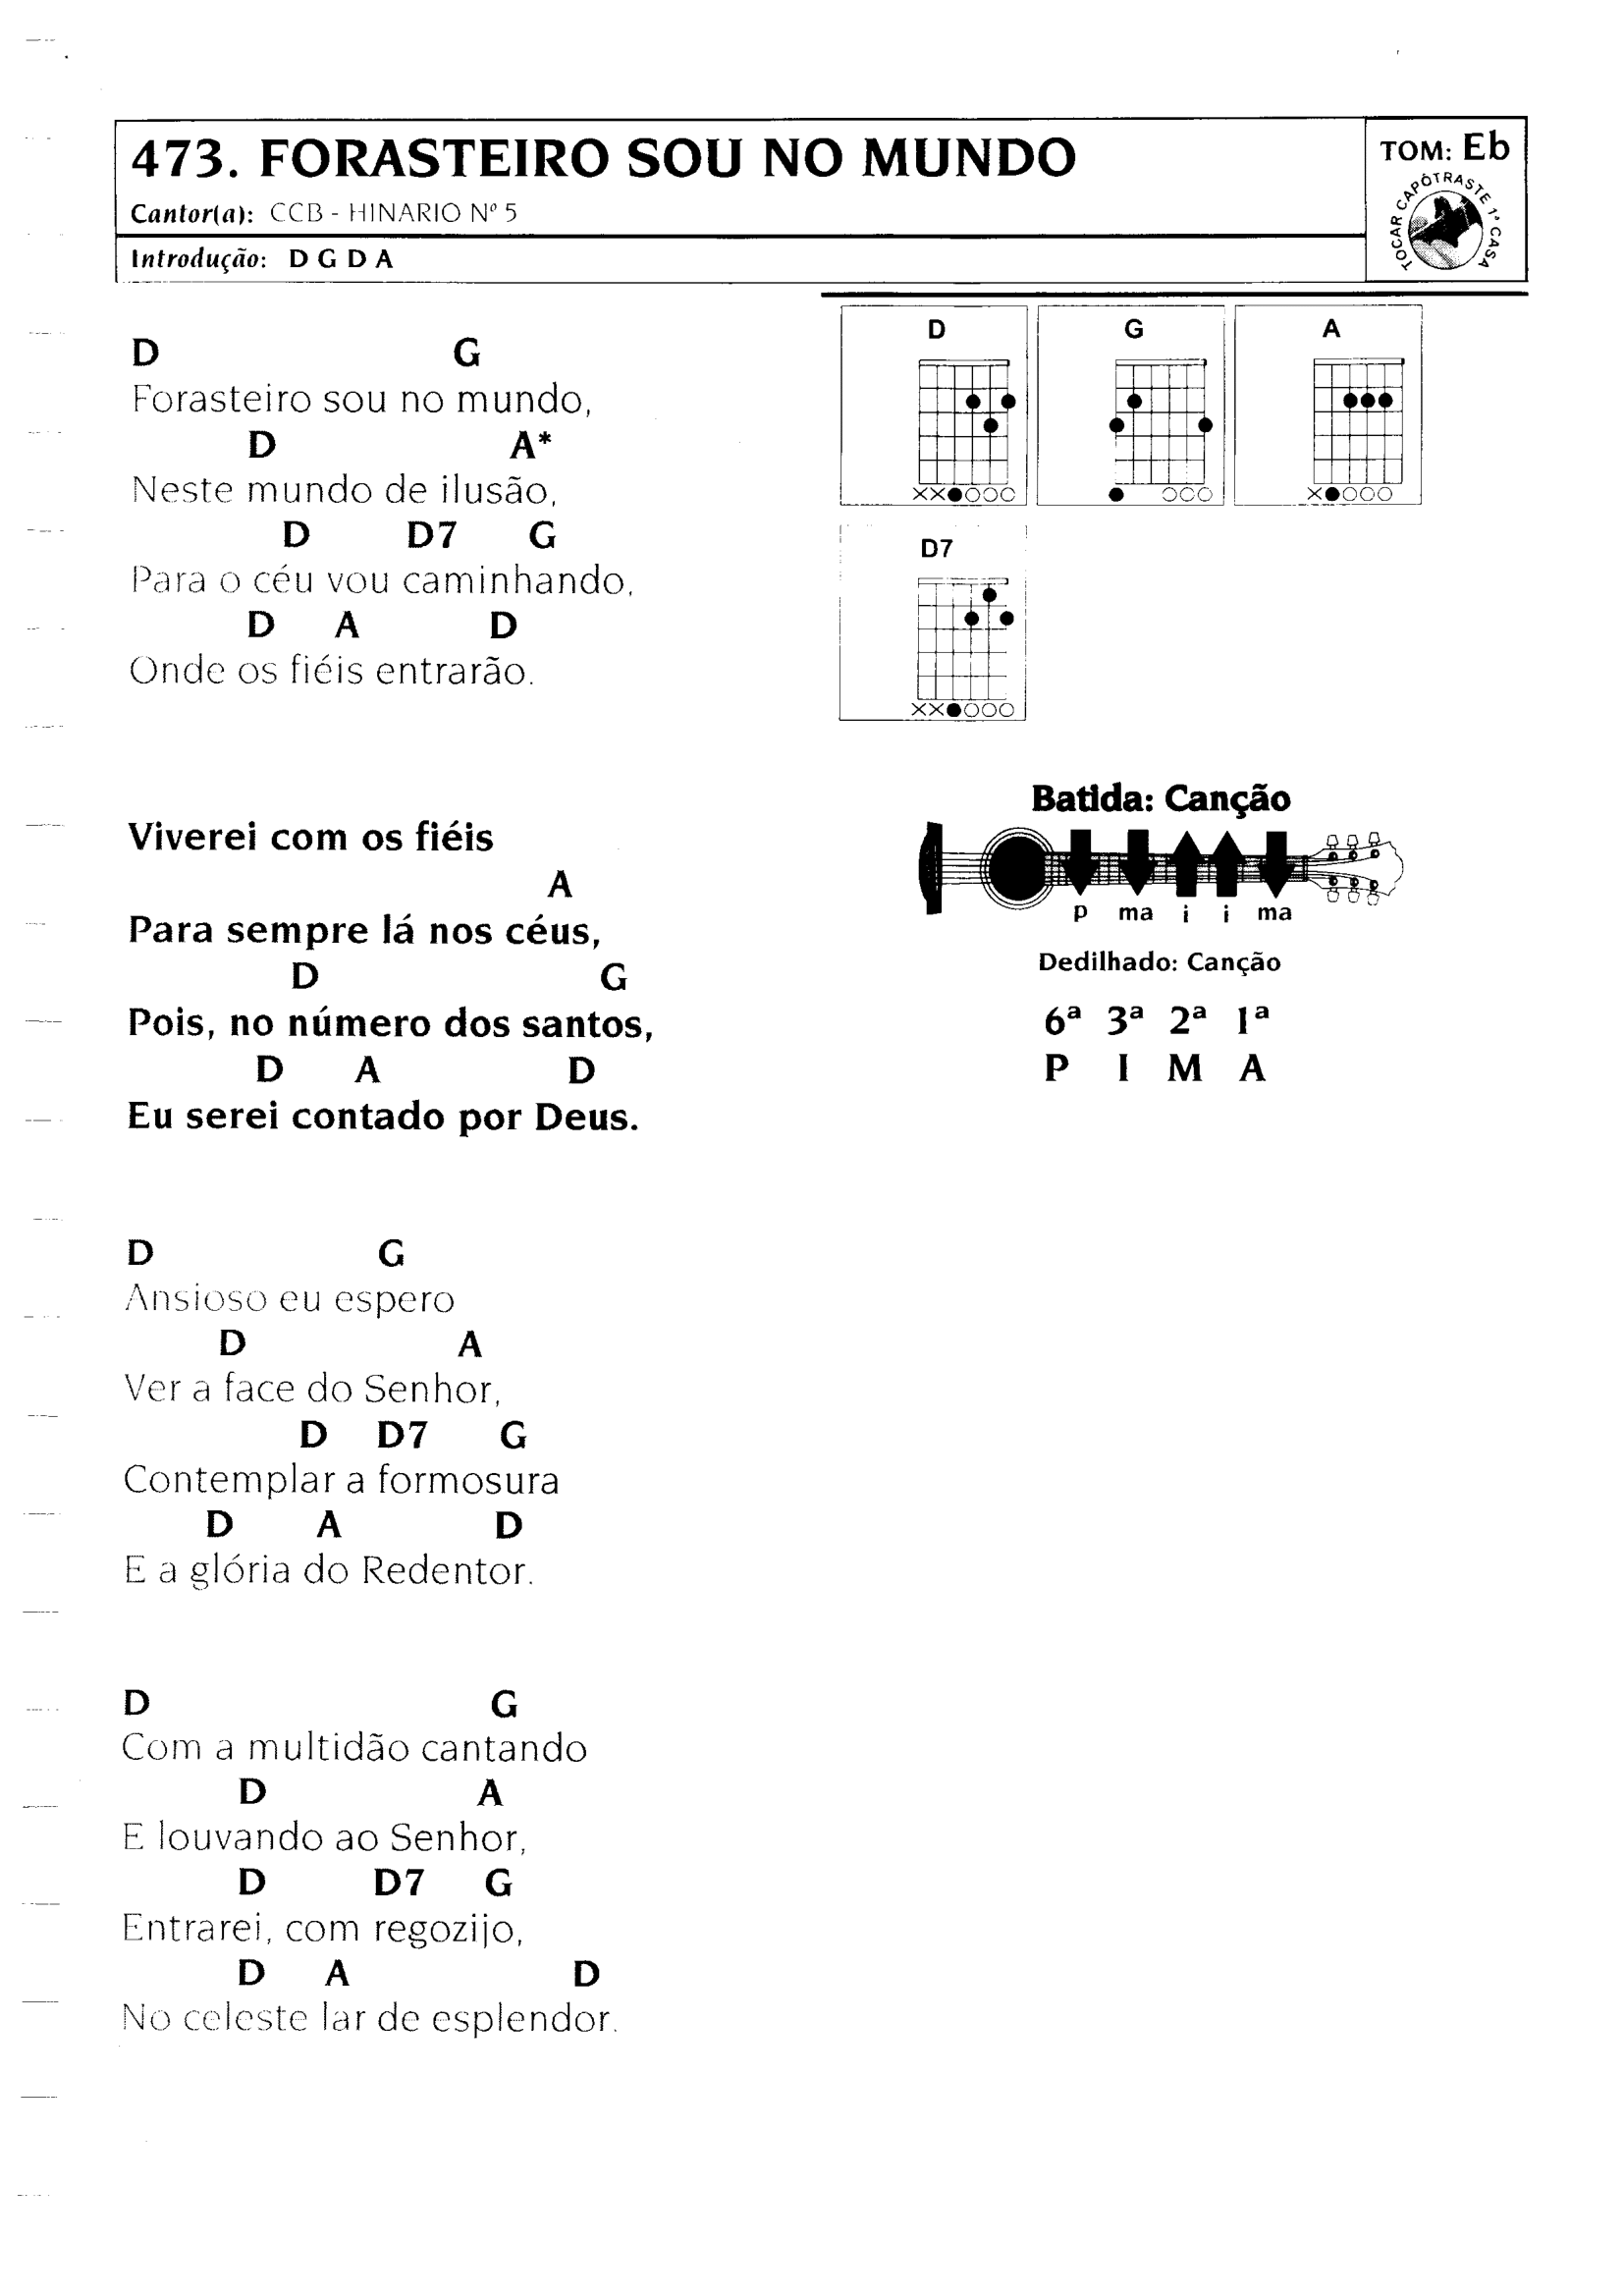 473. FORASTEIRO SOU NO MUNDO
Cantor(a): CCB - HINARIO Nº 5
Introdução: D G D A
TOM: Eb
TOCAR CAPÔTRASTE 1ª CASA
D G
Forasteiro sou no mundo,
D A*
Neste mundo de ilusão,
D D7 G
Para o céu vou caminhando,
D A D
Onde os fiéis entrarão.
Viverei com os fiéis
A
Para sempre lá nos céus,
D G
Pois, no número dos santos,
D A D
Eu serei contado por Deus.
D G
Ansioso eu espero
D A
Ver a face do Senhor,
D D7 G
Contemplar a formosura
D A D
E a glória do Redentor.
D G
Com a multidão cantando
D A
E louvando ao Senhor,
D D7 G
Entrarei, com regozijo,
D A D
No celeste lar de esplendor.
D G A
D7
Batida: Canção
p ma i i ma
Dedilhado: Canção
6ª 3ª 2ª 1ª
P I M A